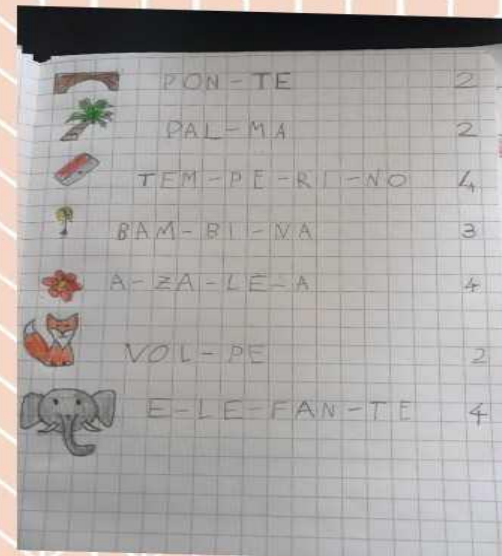 PON-TE 2
PAL-MA 2
TEM-PE-RI-NO 4
BAM-BI-NA 3
A-ZA-LE-A 4
VOL-PE 2
E-LE-FAN-TE 4